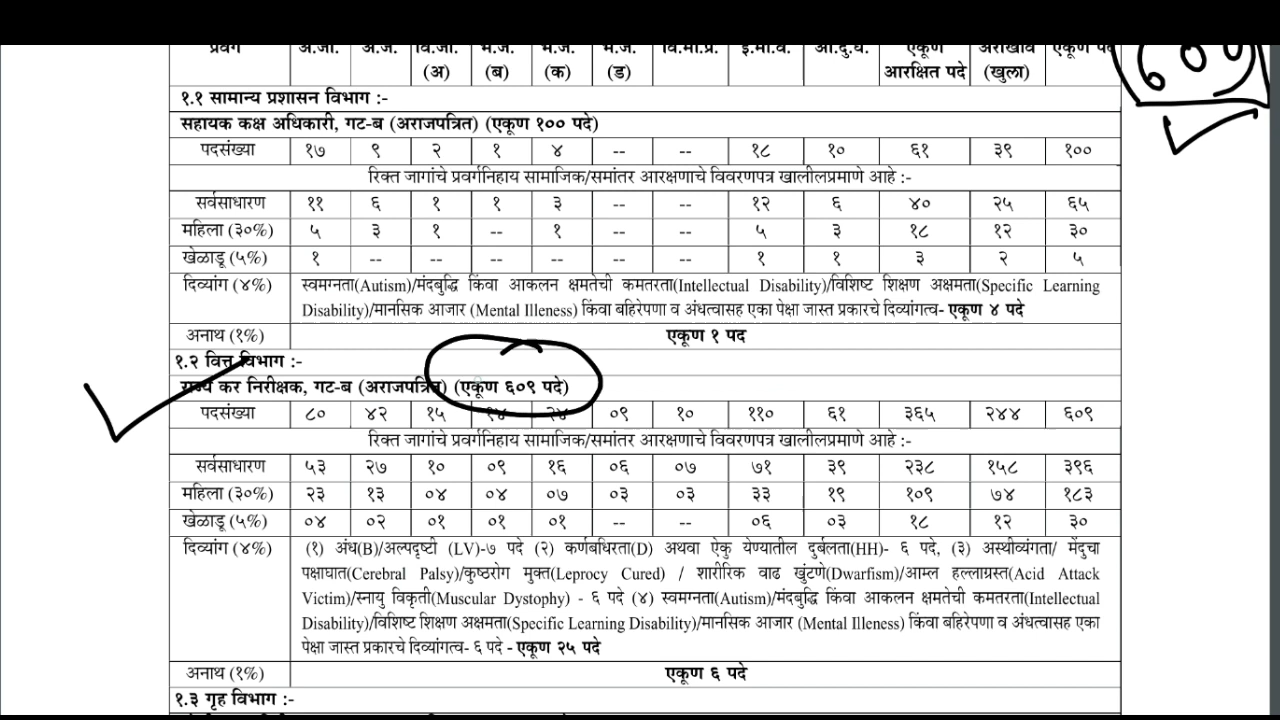 प्रवर्ग अ.जा. अ.ज. वि.जा. भ.ज. भ.ज. भ.ज. वि.मा.प्र. इ.मा.व. आ.दु.घ. एकूण अराखीव एकूण पदे
(अ) (ब) (क) (ड) आरक्षित पदे (खुला)
609
१.१ सामान्य प्रशासन विभाग :-
सहायक कक्ष अधिकारी, गट-ब (अराजपत्रित) (एकूण १०० पदे)
पदसंख्या १७ ९ २ १ ४ -- -- १८ १० ६१ ३९ १००
रिक्त जागांचे प्रवर्गनिहाय सामाजिक/समांतर आरक्षणाचे विवरणपत्र खालीलप्रमाणे आहे :-
सर्वसाधारण ११ ६ १ १ ३ -- -- १२ ६ ४० २५ ६५
महिला (३०%) ५ ३ १ -- १ -- -- ५ ३ १८ १२ ३०
खेळाडू (५%) १ -- -- -- -- -- -- १ १ ३ २ ५
दिव्यांग (४%) स्वमग्नता(Autism)/मंदबुद्धि किंवा आकलन क्षमतेची कमतरता(Intellectual Disability)/विशिष्ट शिक्षण अक्षमता(Specific Learning
Disability)/मानसिक आजार (Mental Illeness) किंवा बहिरेपणा व अंधत्वासह एका पेक्षा जास्त प्रकारचे दिव्यांगत्व- एकूण ४ पदे
अनाथ (१%) एकूण १ पद
१.२ वित्त विभाग :-
राज्य कर निरीक्षक, गट-ब (अराजपत्रित) (एकूण ६०९ पदे)
पदसंख्या ८० ४२ १५ १४ २४ ०९ १० ११० ६१ ३६५ २४४ ६०९
रिक्त जागांचे प्रवर्गनिहाय सामाजिक/समांतर आरक्षणाचे विवरणपत्र खालीलप्रमाणे आहे :-
सर्वसाधारण ५३ २७ १० ०९ १६ ०६ ०७ ७१ ३९ २३८ १५८ ३९६
महिला (३०%) २३ १३ ०४ ०४ ०७ ०३ ०३ ३३ १९ १०९ ७४ १८३
खेळाडू (५%) ०४ ०२ ०१ ०१ ०१ -- -- ०६ ०३ १८ १२ ३०
दिव्यांग (४%) (१) अंध(B)/अल्पदृष्टी (LV)-७ पदे (२) कर्णबधिरता(D) अथवा ऐकु येण्यातील दुर्बलता(HH)- ६ पदे, (३) अस्थीव्यंगता/ मेंदुचा
पक्षाघात(Cerebral Palsy)/कुष्ठरोग मुक्त(Leprocy Cured) / शारीरिक वाढ खुंटणे(Dwarfism)/आम्ल हल्लाग्रस्त(Acid Attack
Victim)/स्नायु विकृती(Muscular Dystophy) - ६ पदे (४) स्वमग्नता(Autism)/मंदबुद्धि किंवा आकलन क्षमतेची कमतरता(Intellectual
Disability)/विशिष्ट शिक्षण अक्षमता(Specific Learning Disability)/मानसिक आजार (Mental Illeness) किंवा बहिरेपणा व अंधत्वासह एका
पेक्षा जास्त प्रकारचे दिव्यांगत्व- ६ पदे - एकूण २५ पदे
अनाथ (१%) एकूण ६ पदे
१.३ गृह विभाग :-